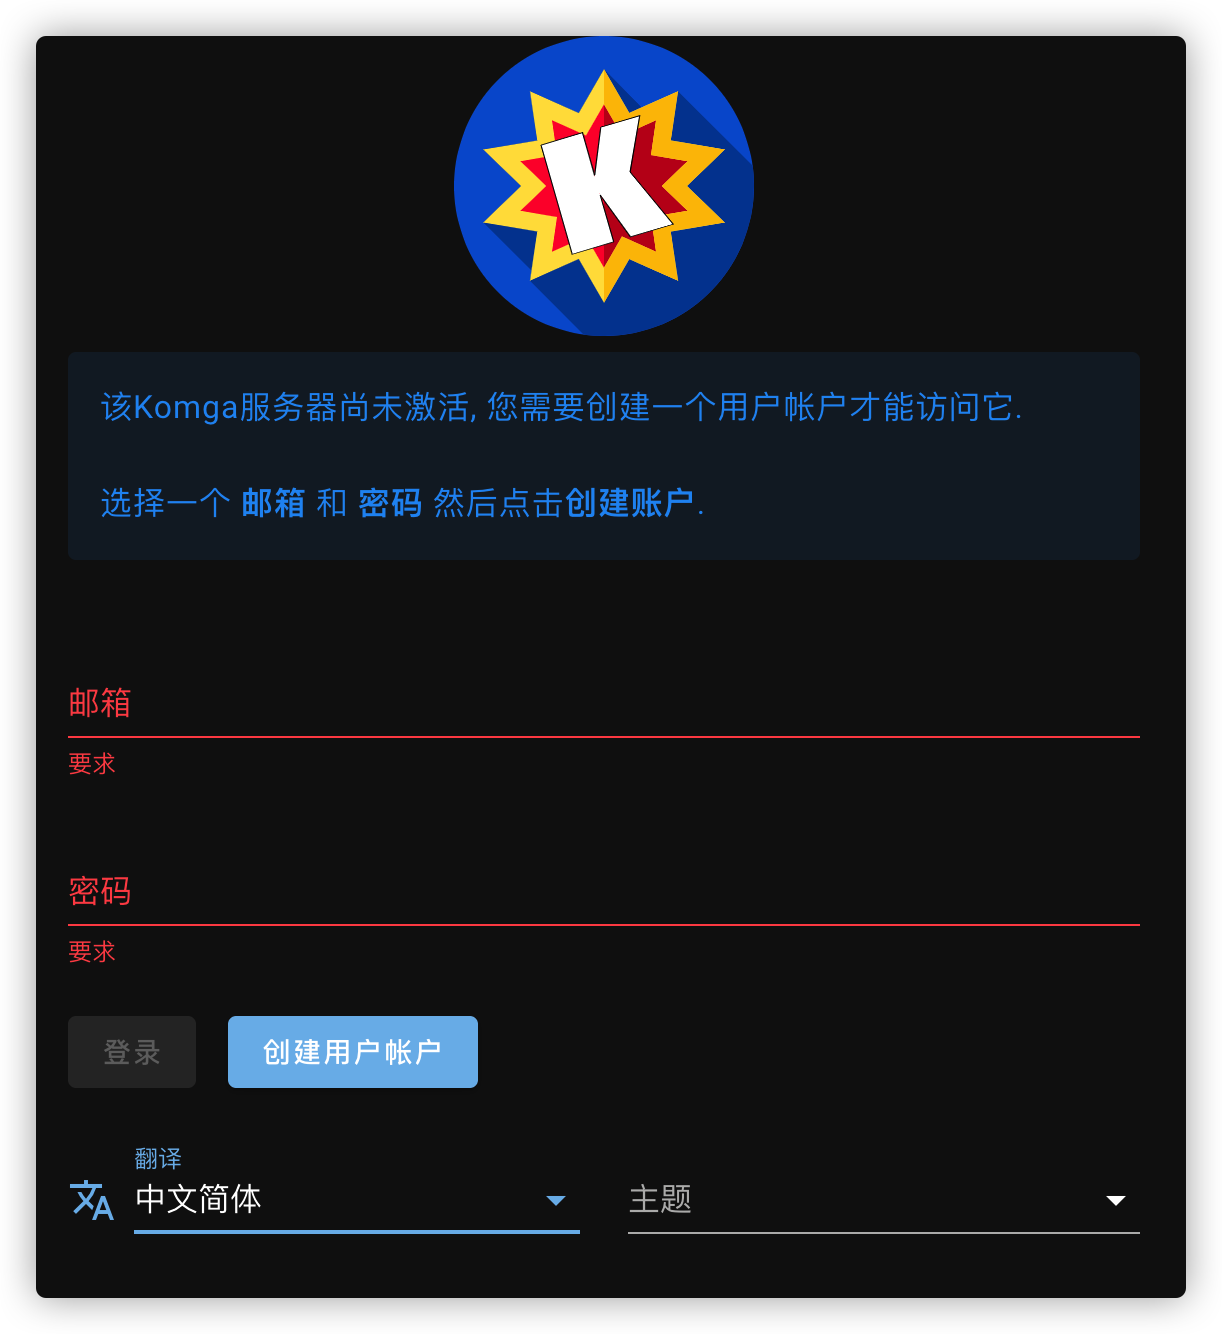 K
该Komga服务器尚未激活, 您需要创建一个用户帐户才能访问它.
选择一个 邮箱 和 密码 然后点击创建账户.
邮箱
要求
密码
要求
登录 创建用户帐户
翻译
中文简体 主题